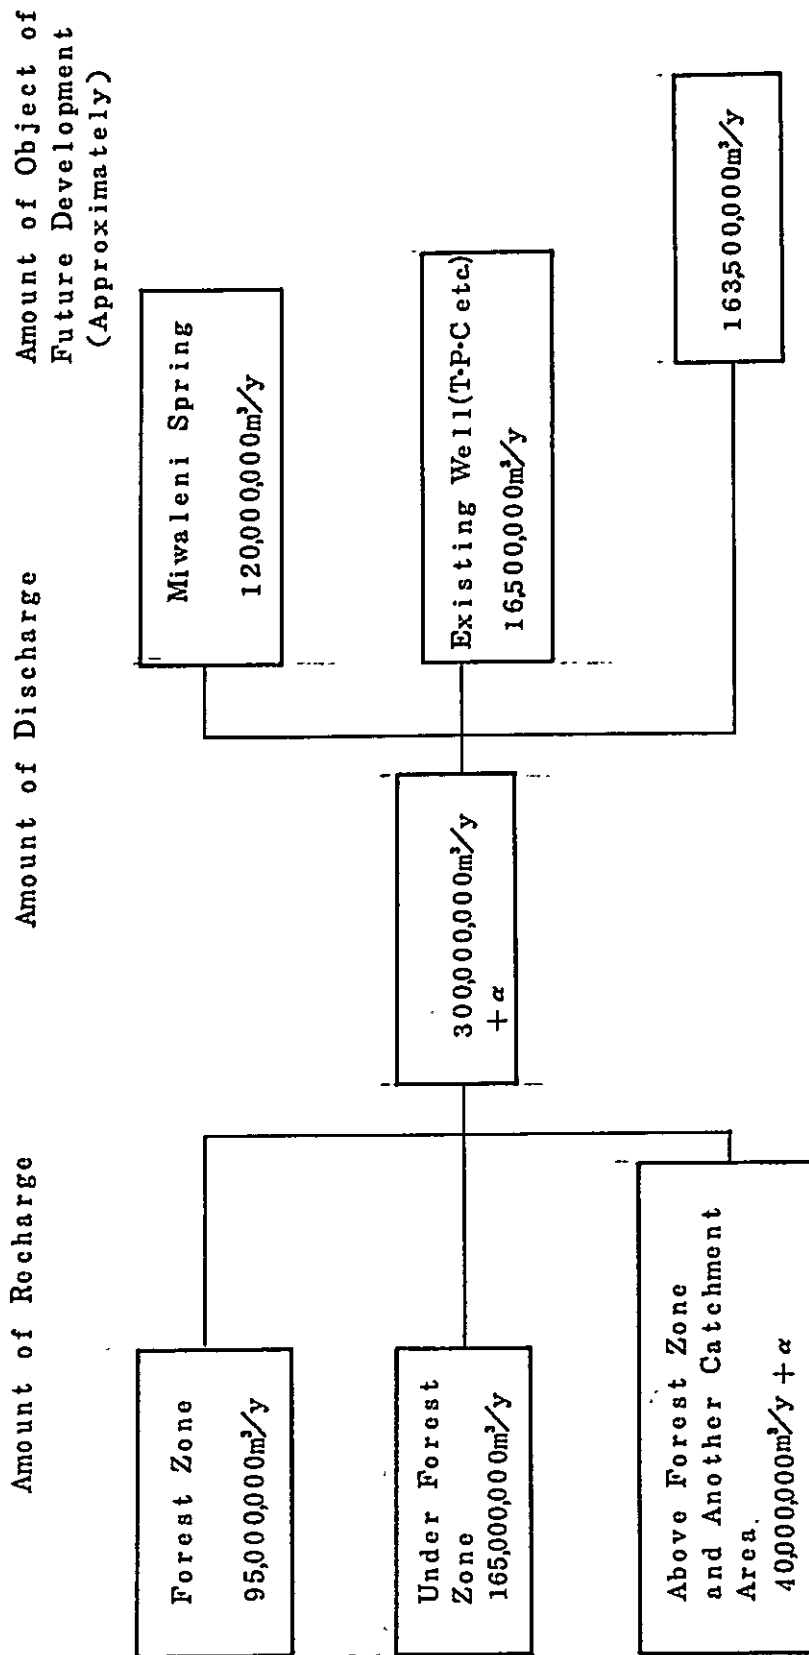 Amount of Rocharge
Forest Zone
95,000,000m³/y
Under Forest
Zone
165,000,000m³/y
Above Forest Zone
and Another Catchment
Area.
40,000,000m³/y + α
300,000,000m³/y
+ α
Amount of Discharge
Miwaleni Spring
120,000,000m³/y
Existing Well(T·P·C etc.)
16,500,000m³/y
Amount of Object of
Future Development
(Approximately)
163,500,000m³/y